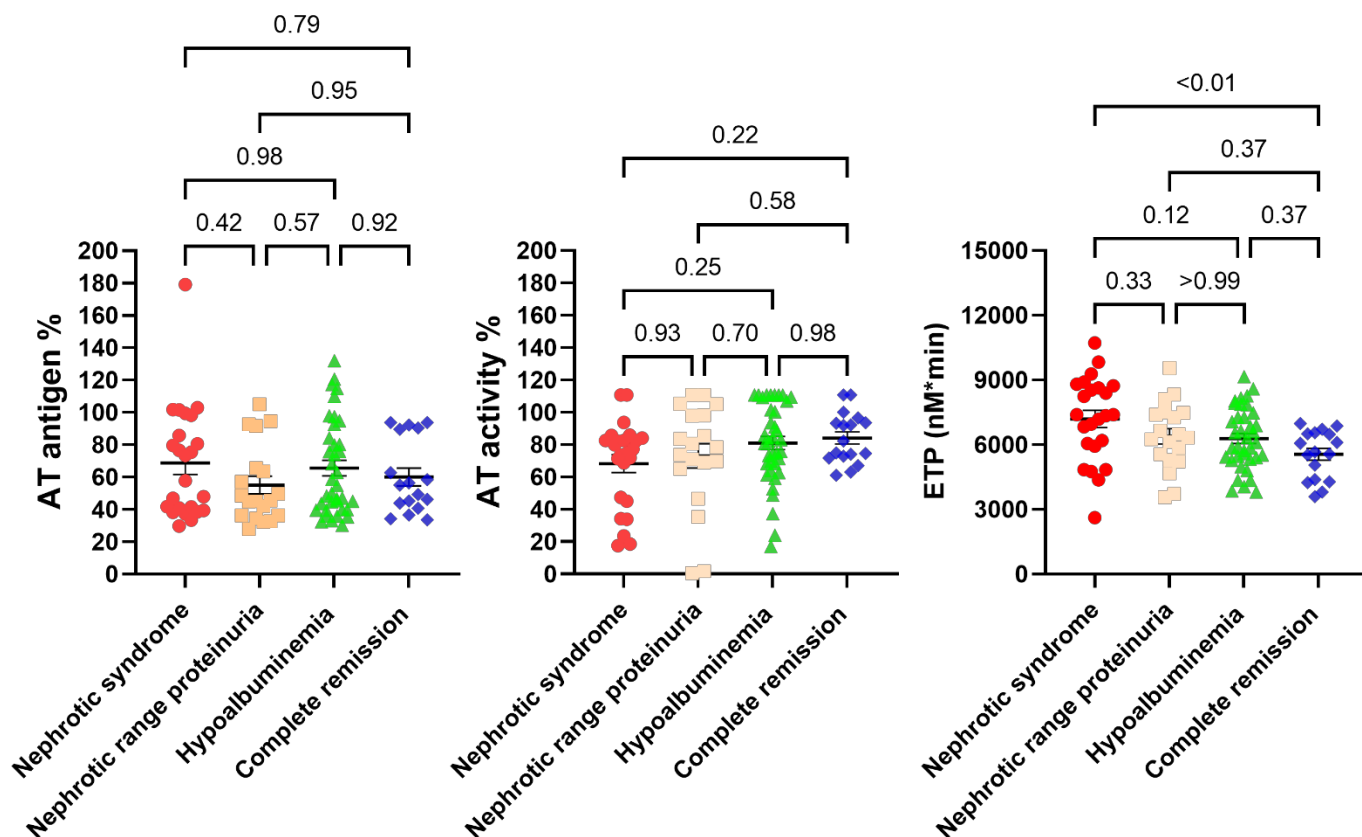 0.79
0.95
0.98
0.42 0.57 0.92
AT antigen %
200
180
160
140
120
100
80
60
40
20
0
Nephrotic syndrome
Nephrotic range proteinuria
Hypoalbuminemia
Complete remission
0.22
0.58
0.25
0.93 0.70 0.98
AT activity %
200
180
160
140
120
100
80
60
40
20
0
Nephrotic syndrome
Nephrotic range proteinuria
Hypoalbuminemia
Complete remission
<0.01
0.37
0.12 0.37
0.33 >0.99
ETP (nM*min)
15000
12000
9000
6000
3000
0
Nephrotic syndrome
Nephrotic range proteinuria
Hypoalbuminemia
Complete remission